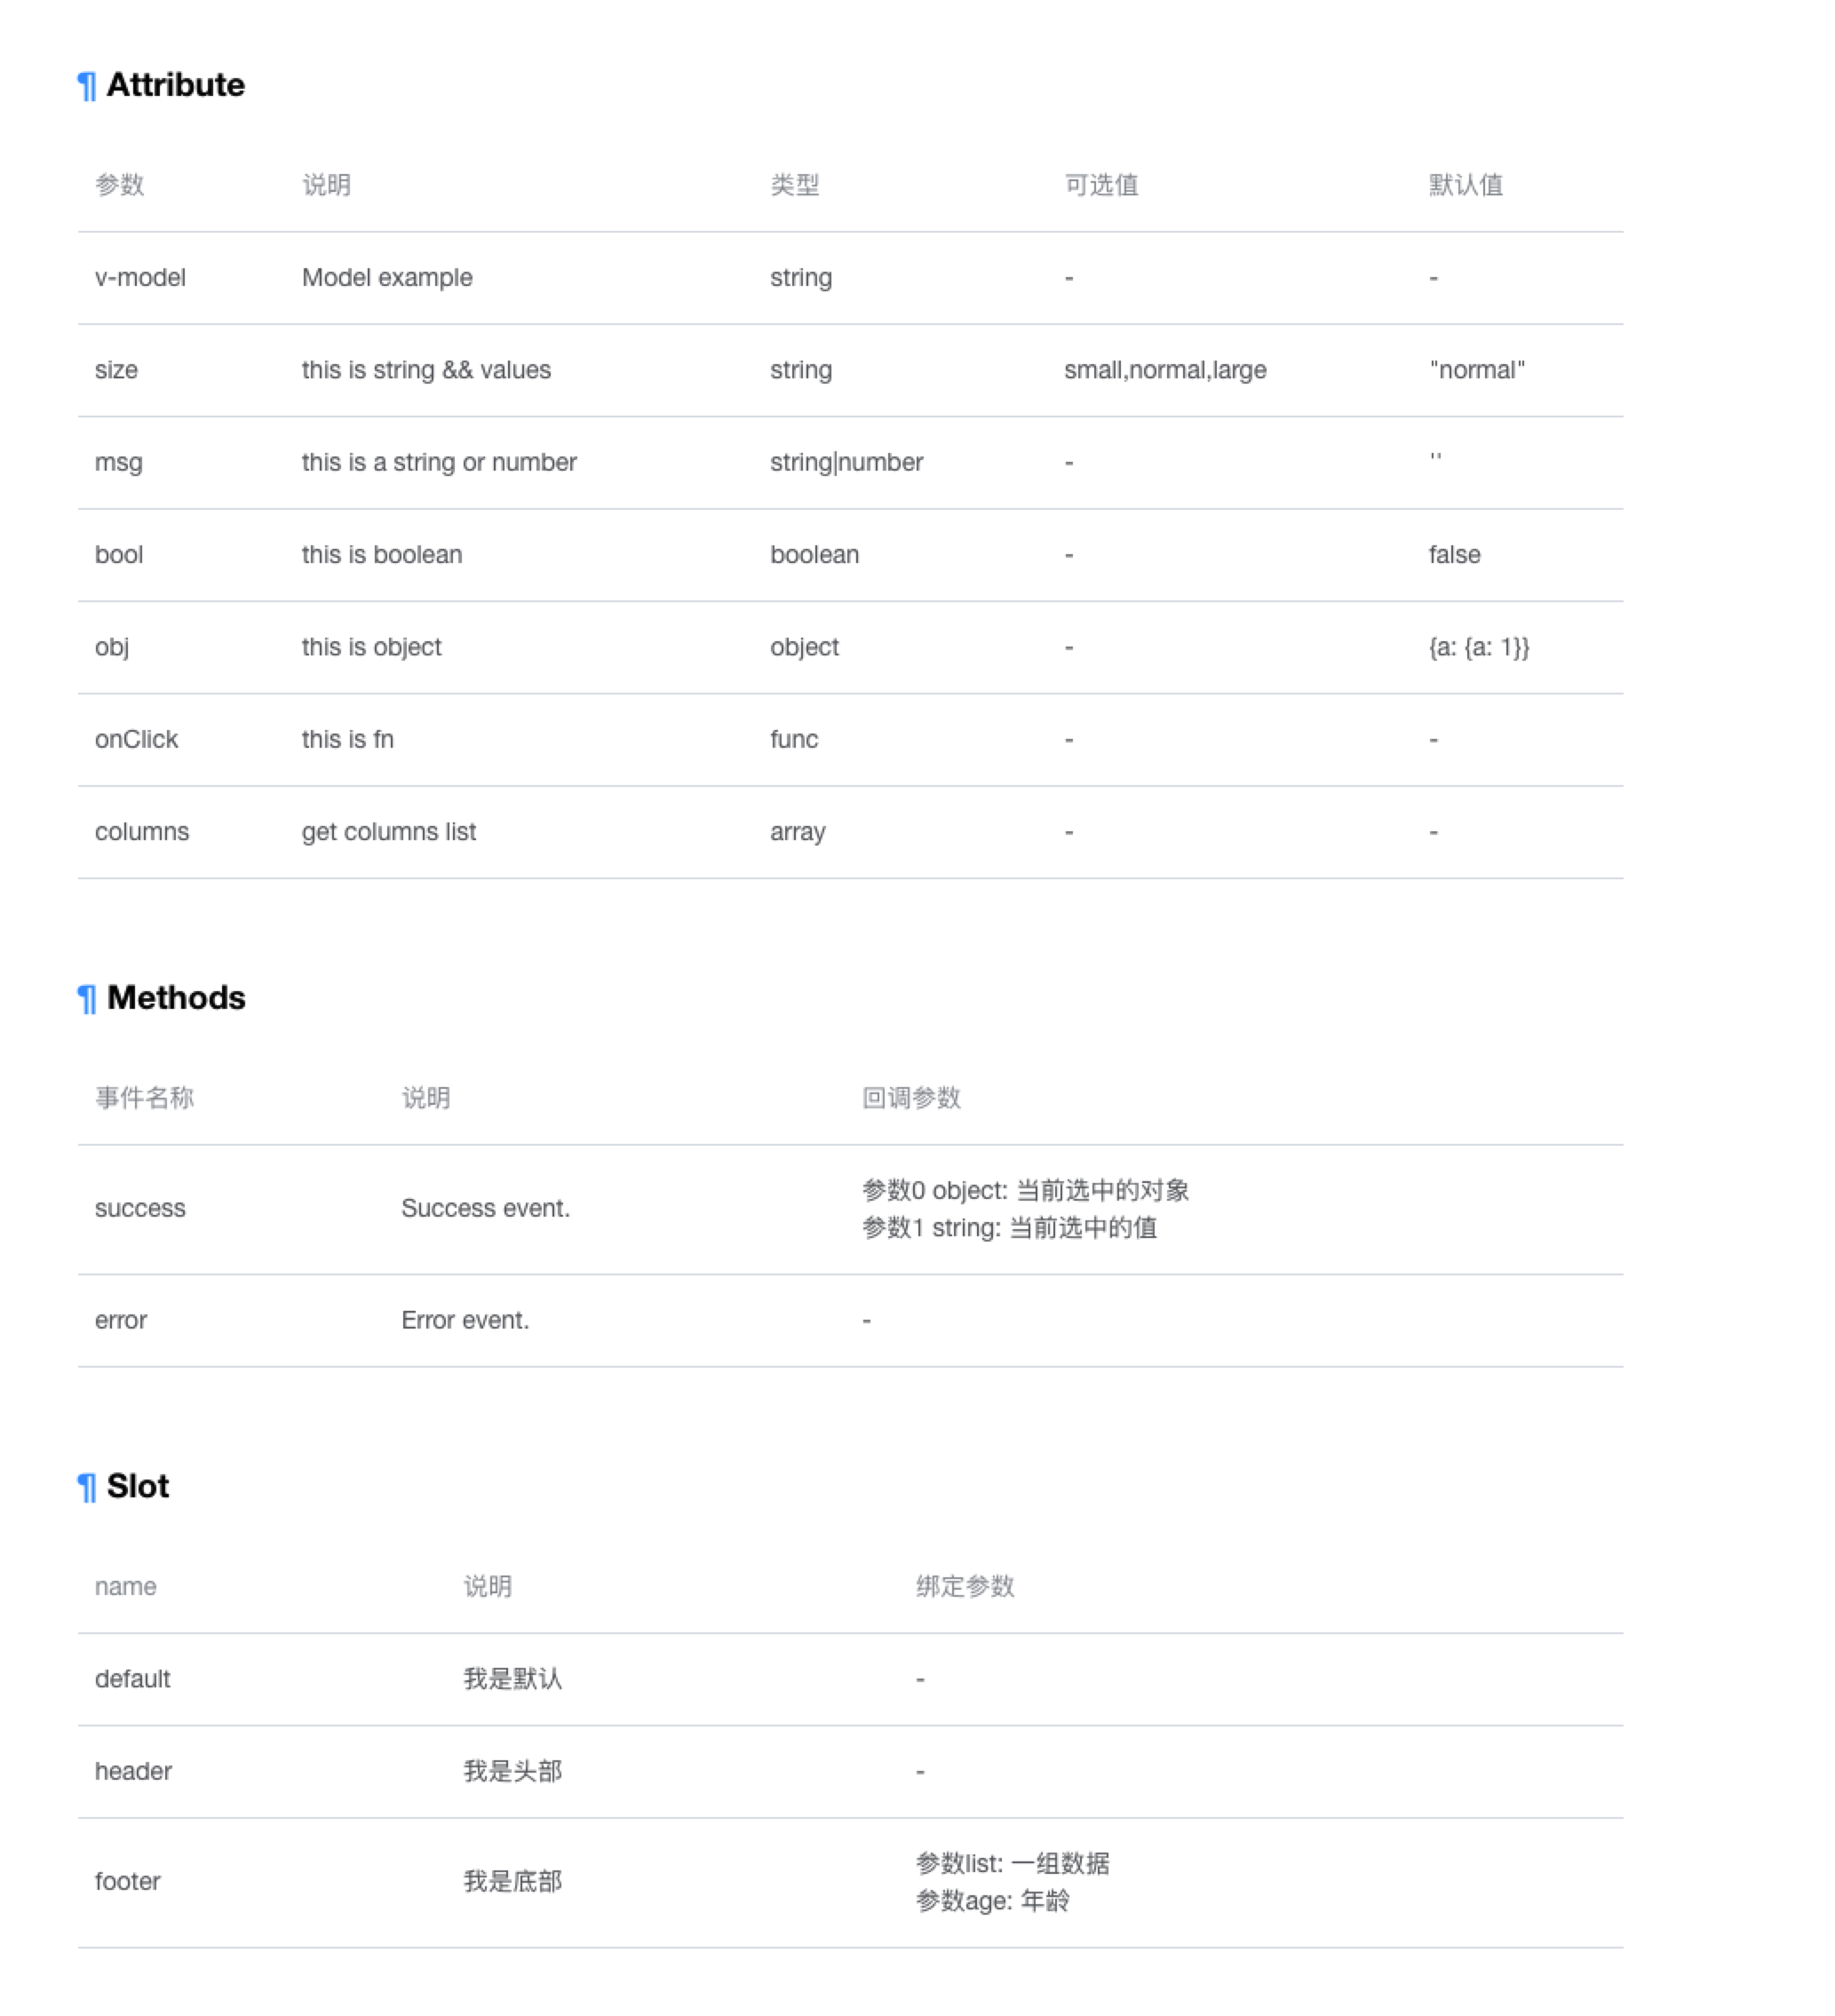 ¶ Attribute
参数 说明 类型 可选值 默认值
v-model Model example string - -
size this is string && values string small,normal,large "normal"
msg this is a string or number string|number - ''
bool this is boolean boolean - false
obj this is object object - {a: {a: 1}}
onClick this is fn func - -
columns get columns list array - -
¶ Methods
事件名称 说明 回调参数
success Success event. 参数0 object: 当前选中的对象
参数1 string: 当前选中的值
error Error event. -
¶ Slot
name 说明 绑定参数
default 我是默认 -
header 我是头部 -
footer 我是底部 参数list: 一组数据
参数age: 年龄